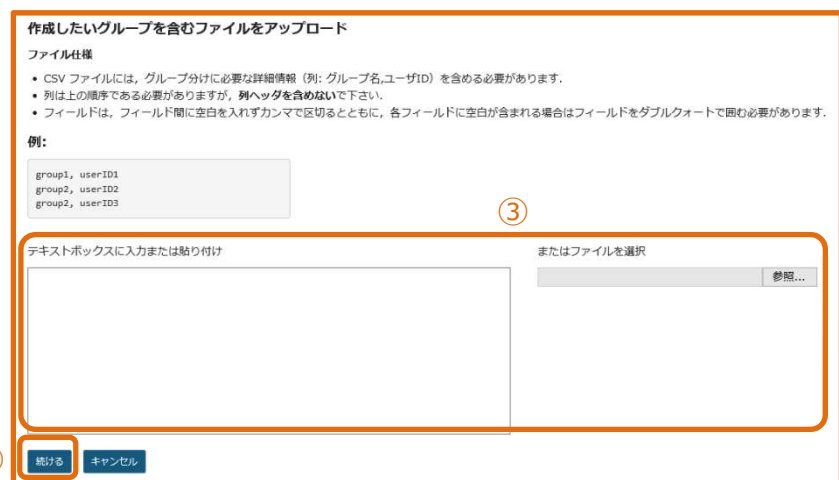 作成したいグループを含むファイルをアップロード
ファイル仕様
• CSV ファイルには，グループ分けに必要な詳細情報（列: グループ名,ユーザID）を含める必要があります．
• 列は上の順序である必要がありますが，列ヘッダを含めないで下さい．
• フィールドは，フィールド間に空白を入れずカンマで区切るとともに，各フィールドに空白が含まれる場合はフィールドをダブルクォートで囲む必要があります．
例:
group1, userID1
group2, userID2
group2, userID3
③
テキストボックスに入力または貼り付け
またはファイルを選択
参照...
続ける
キャンセル